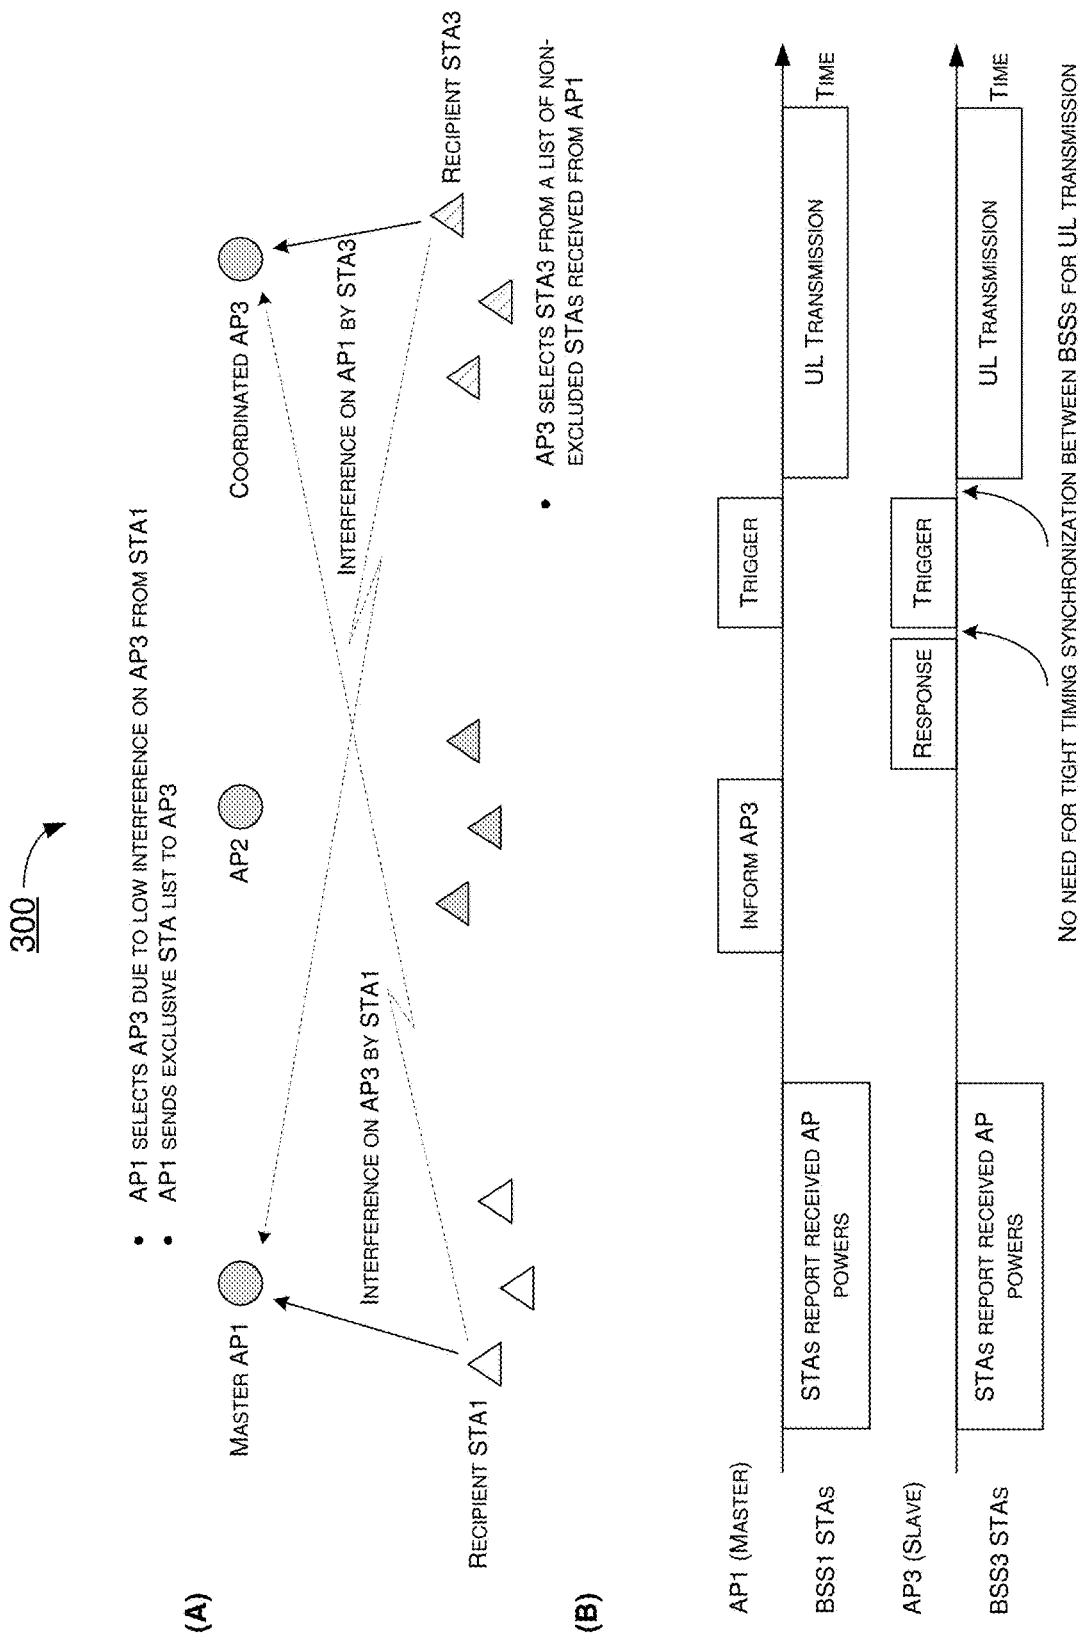 300
(A)
• AP1 SELECTS AP3 DUE TO LOW INTERFERENCE ON AP3 FROM STA1
• AP1 SENDS EXCLUSIVE STA LIST TO AP3
MASTER AP1
AP2
COORDINATED AP3
INTERFERENCE ON AP1 BY STA3
INTERFERENCE ON AP3 BY STA1
RECIPIENT STA1
RECIPIENT STA3
• AP3 SELECTS STA3 FROM A LIST OF NON-
EXCLUDED STAS RECEIVED FROM AP1
(B)
AP1 (MASTER)
INFORM AP3
TRIGGER
BSS1 STAS
STAS REPORT RECEIVED AP
POWERS
UL TRANSMISSION
TIME
AP3 (SLAVE)
RESPONSE
TRIGGER
BSS3 STAS
STAS REPORT RECEIVED AP
POWERS
UL TRANSMISSION
TIME
NO NEED FOR TIGHT TIMING SYNCHRONIZATION BETWEEN BSSS FOR UL TRANSMISSION